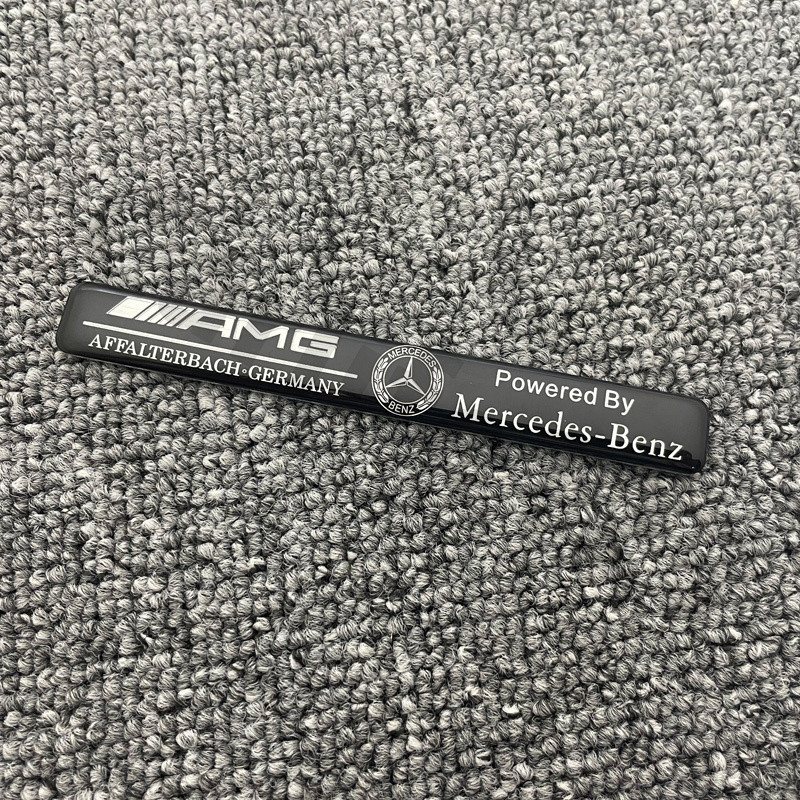 AMG
AFFALTERBACH•GERMANY
MERCEDES
BENZ
Powered By
Mercedes-Benz